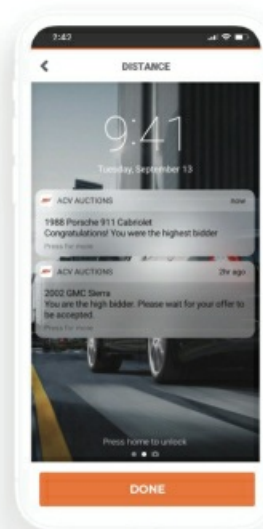 7:42
DISTANCE
9:41
Tuesday, September 13
ACV AUCTIONS now
1988 Porsche 911 Cabriolet
Congratulations! You were the highest bidder
Press for more
ACV AUCTIONS 2hr ago
2002 GMC Sierra
You are the high bidder. Please wait for your offer to
be accepted.
Press for more
Press home to unlock
DONE